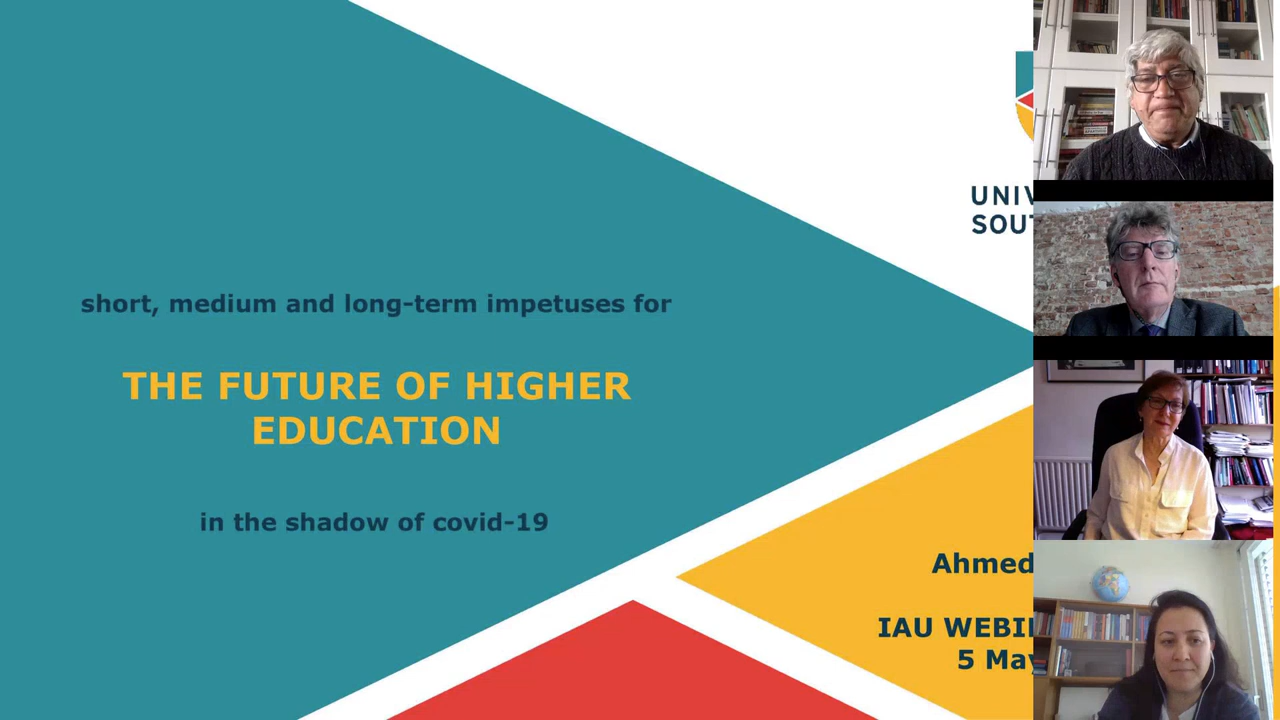 UNIV
SOUT
short, medium and long-term impetuses for
THE FUTURE OF HIGHER
EDUCATION
in the shadow of covid-19
Ahmed
IAU WEBI
5 May